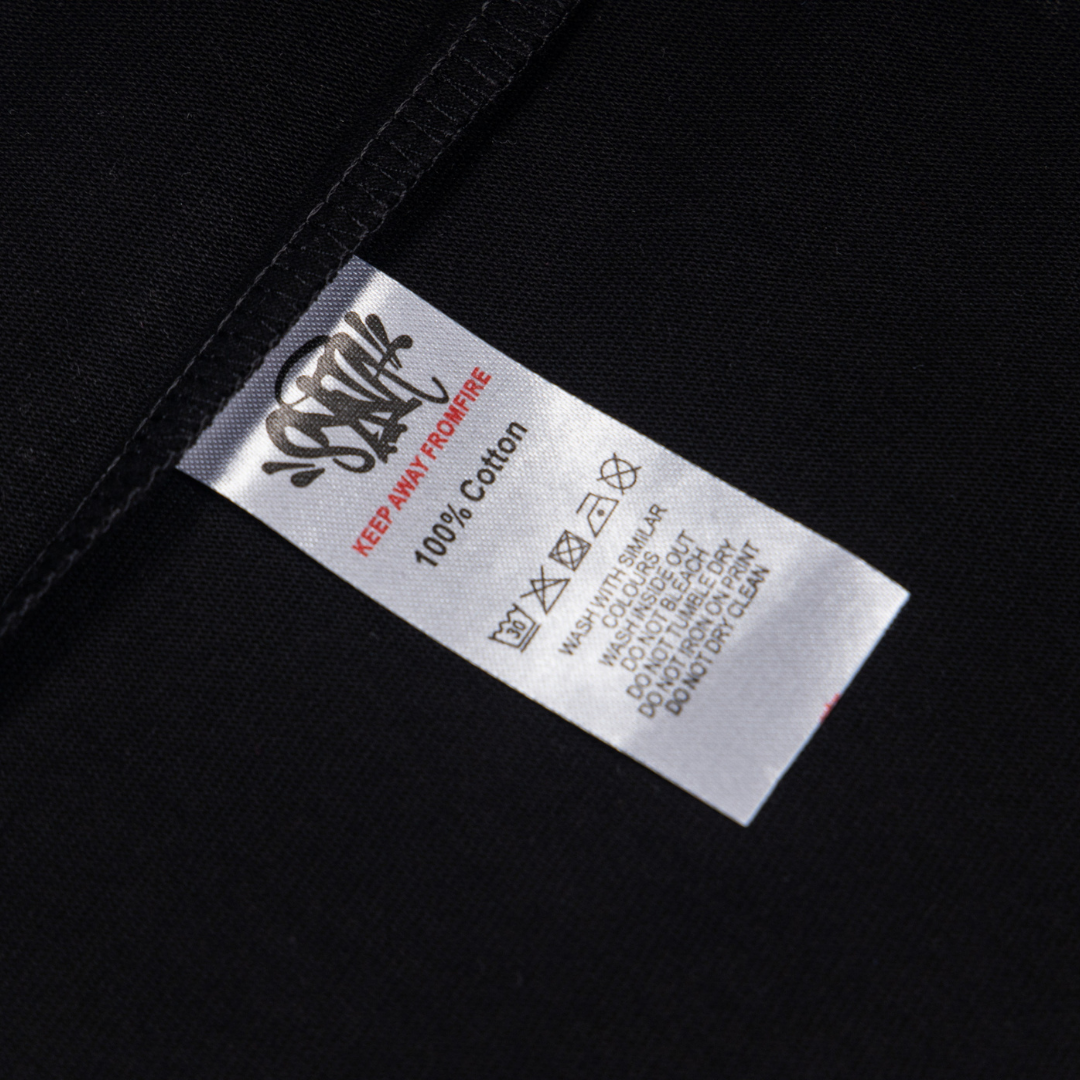 KEEP AWAY FROMFIRE
100% Cotton
30
WASH WITH SIMILAR
COLOURS
WASH INSIDE OUT
DO NOT BLEACH
DO NOT TUMBLE DRY
DO NOT IRON ON PRINT
DO NOT DRY CLEAN